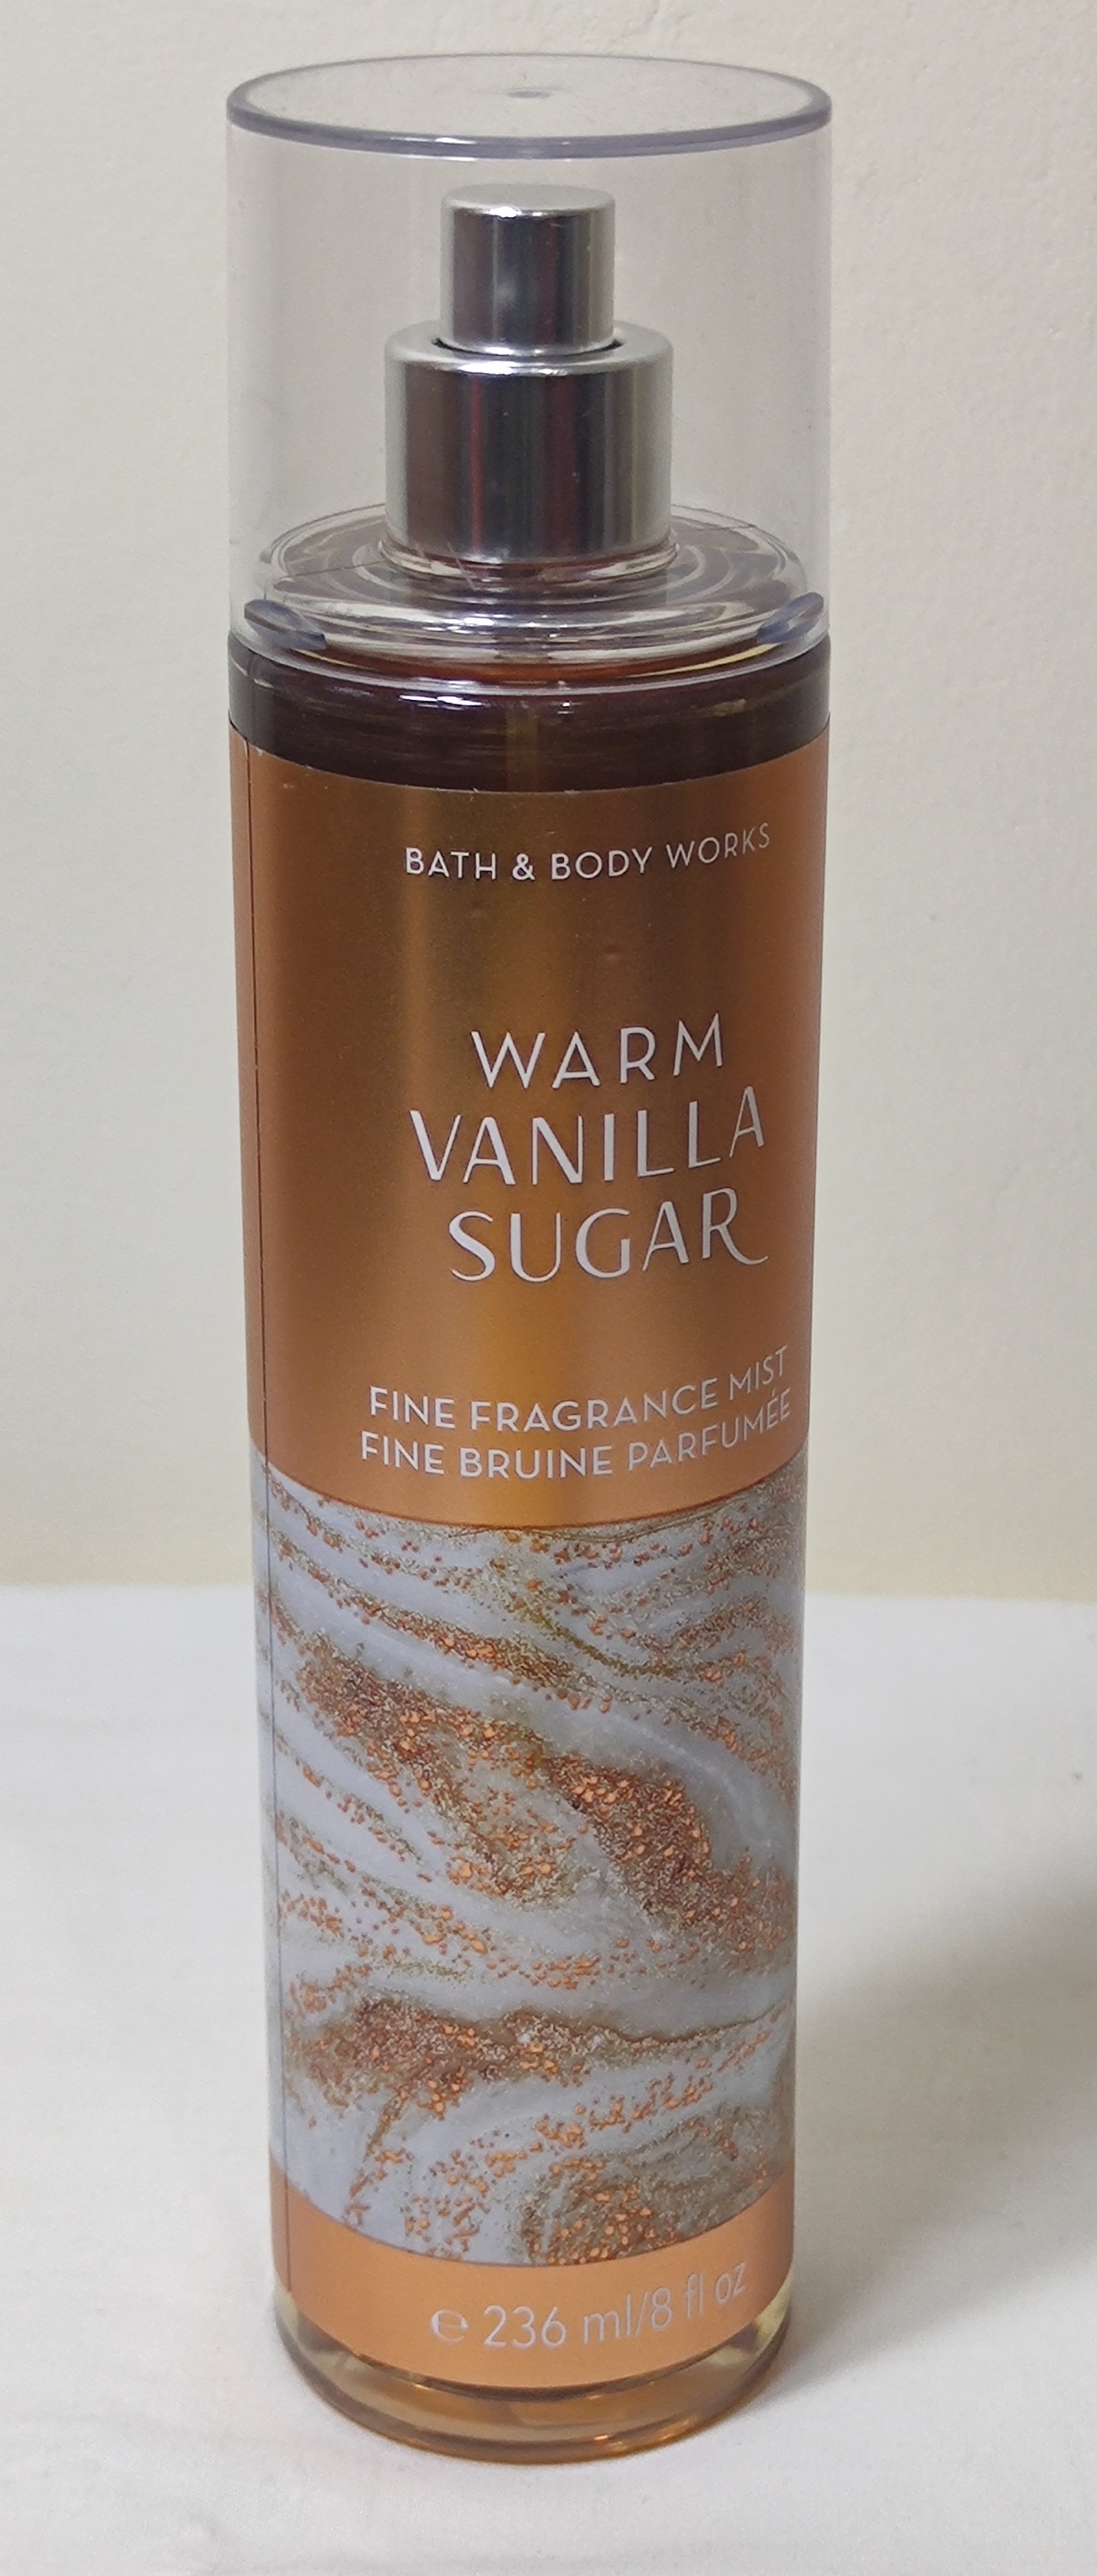 BATH & BODY WORKS
WARM
VANILLA
SUGAR
FINE FRAGRANCE MIST
FINE BRUINE PARFUMÉE
℮ 236 ml/8 fl oz